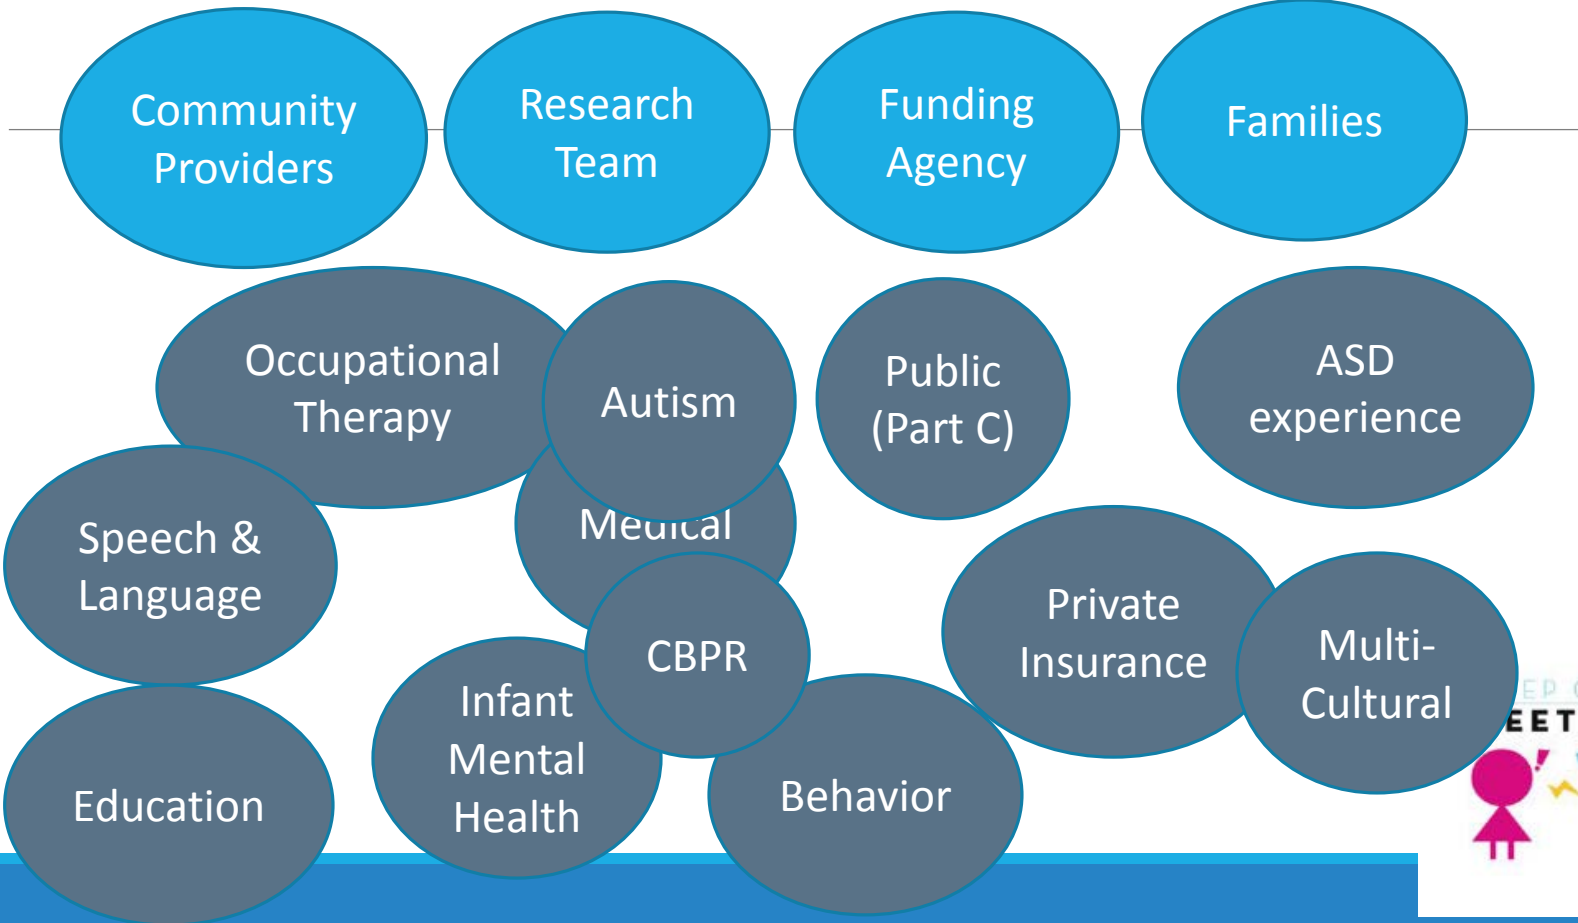 Community
Providers
Research
Team
Funding
Agency
Families
Occupational
Therapy
Autism
Public
(Part C)
ASD
experience
Speech &
Language
Medical
CBPR
Private
Insurance
Multi-
Cultural
Education
Infant
Mental
Health
Behavior